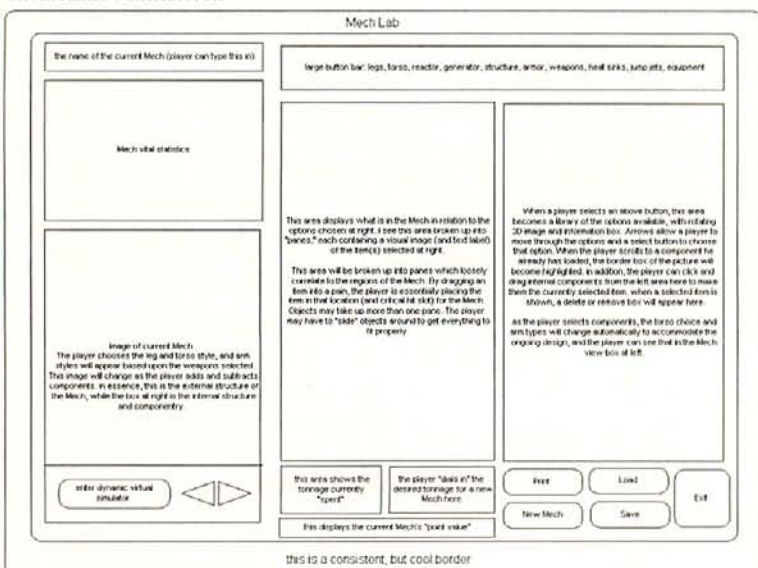 Mech Lab
the name of the current Mech (player can type this in)
large button bar: legs, torso, reactor, generator, structure, armor, weapons, heat sinks, jump jets, equipment
Mech vital statistics
This area displays what is in the Mech in relation to the
options chosen at right. I see this area broken up into
"panes," each containing a visual image (and text label)
of the item(s) selected at right.
This area will be broken up into panes which loosely
correlate to the regions of the Mech. By dragging an
item into a pain, the player is essentially placing the
item in that location (and critical hit slot) for the Mech.
Objects may take up more than one pane. The player
may have to "slide" objects around to get everything to
fit properly.
When a player selects an above button, this area
becomes a library of the options available, with rotating
3D image and information box. Arrows allow a player to
move through the options and a select button to choose
that option. When the player scrolls to a component he
already has loaded, the border box of the picture will
become highlighted. in addition, the player can click and
drag internal components from the left area here to make
them the currently selected item. when a selected item is
shown, a delete or remove box will appear here.
as the player selects components, the torso choice and
arm types will change automatically to accommodate the
ongoing design, and the player can see that in the Mech
view box at left.
image of current Mech
The player chooses the leg and torso style, and arm
styles will appear based upon the weapons selected.
This image will change as the player adds and subtracts
components. in essence, this is the external structure of
the Mech, while the box at right is the internal structure
and componentry.
enter dynamic virtual
simulator
this area shows the
tonnage currently
"spent"
the player "dials in" the
desired tonnage for a new
Mech here
this displays the current Mech's "point value"
Print
Load
New Mech
Save
Exit
this is a consistent, but cool border